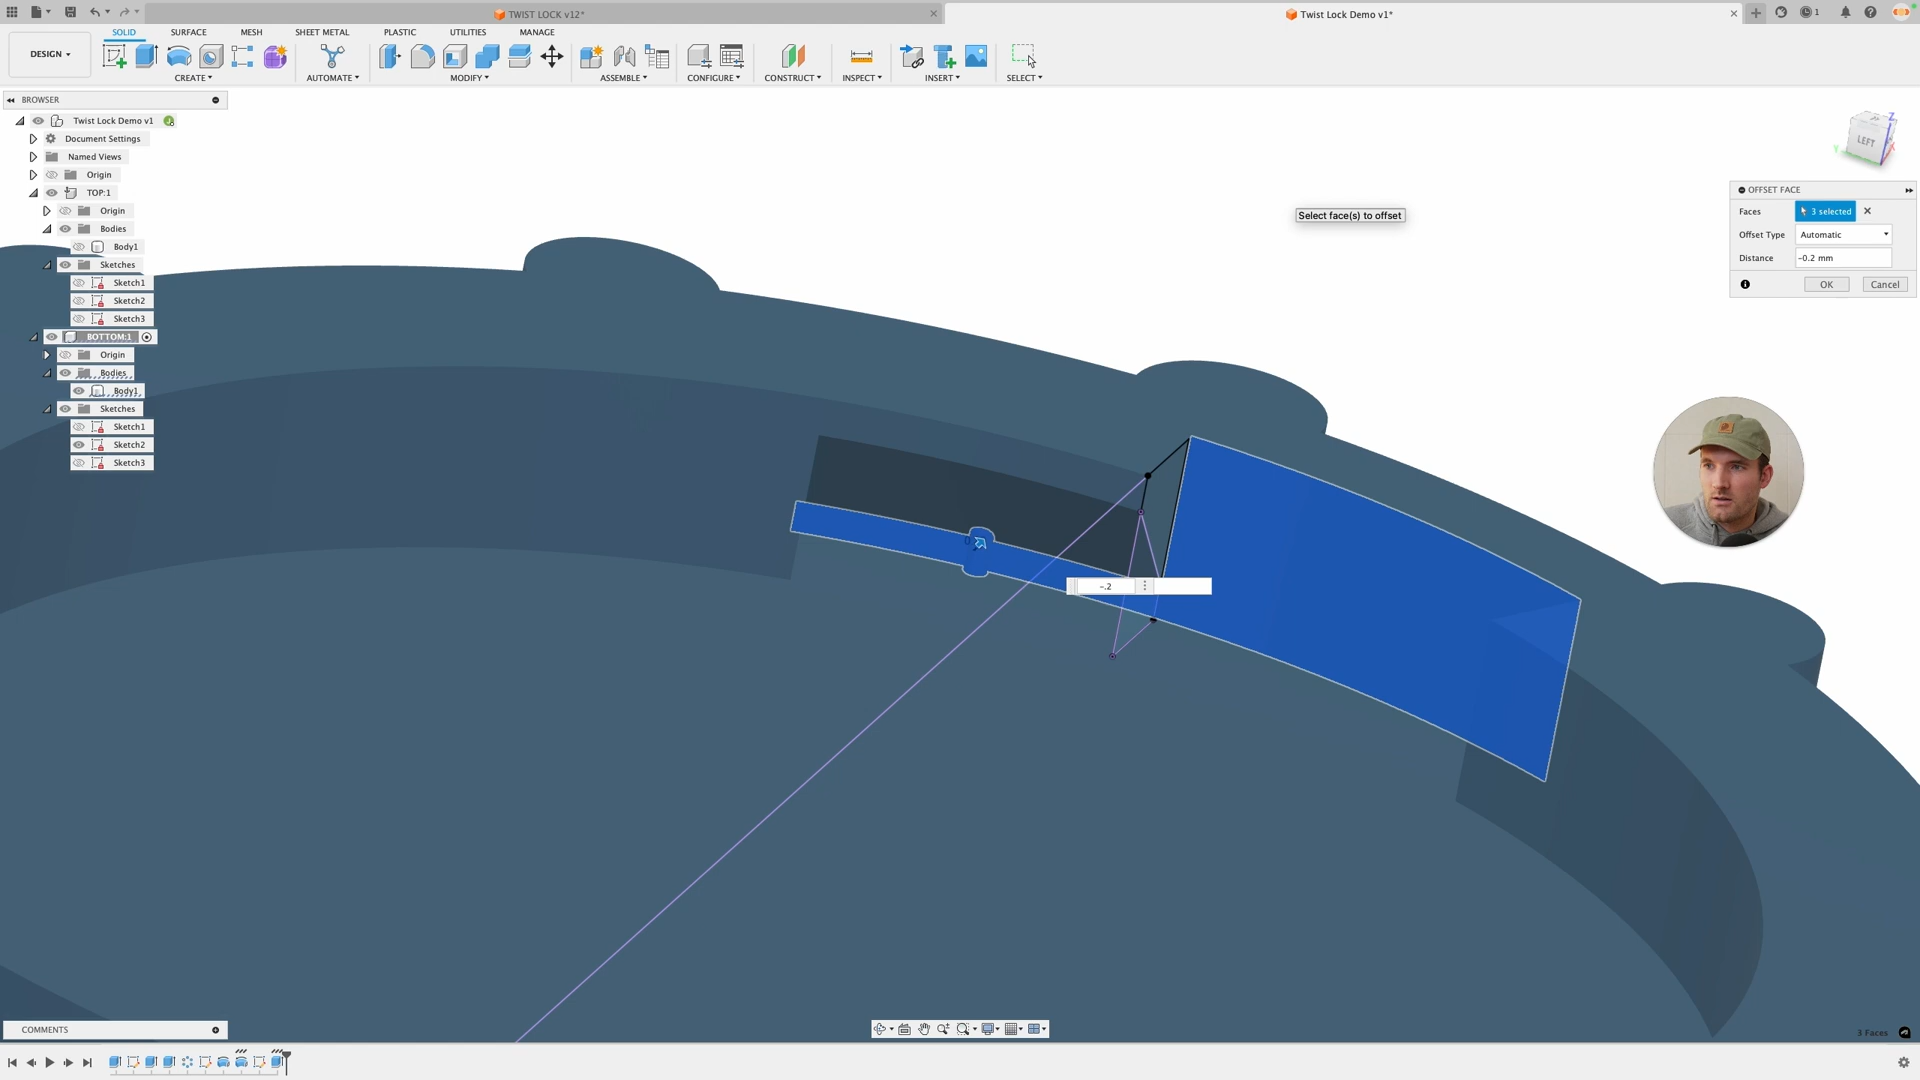 TWIST LOCK v12*
Twist Lock Demo v1*
1
DESIGN
SOLID
SURFACE
MESH
SHEET METAL
PLASTIC
UTILITIES
MANAGE
CREATE
AUTOMATE
MODIFY
ASSEMBLE
CONFIGURE
CONSTRUCT
INSPECT
INSERT
SELECT
BROWSER
Twist Lock Demo v1
Document Settings
Named Views
Origin
TOP:1
Origin
Bodies
Body1
Sketches
Sketch1
Sketch2
Sketch3
BOTTOM:1
Origin
Bodies
Body1
Sketches
Sketch1
Sketch2
Sketch3
Z
LEFT
Y
X
OFFSET FACE
Faces
3 selected
Offset Type
Automatic
Distance
-0.2 mm
OK
Cancel
Select face(s) to offset
-.2
COMMENTS
3 Faces